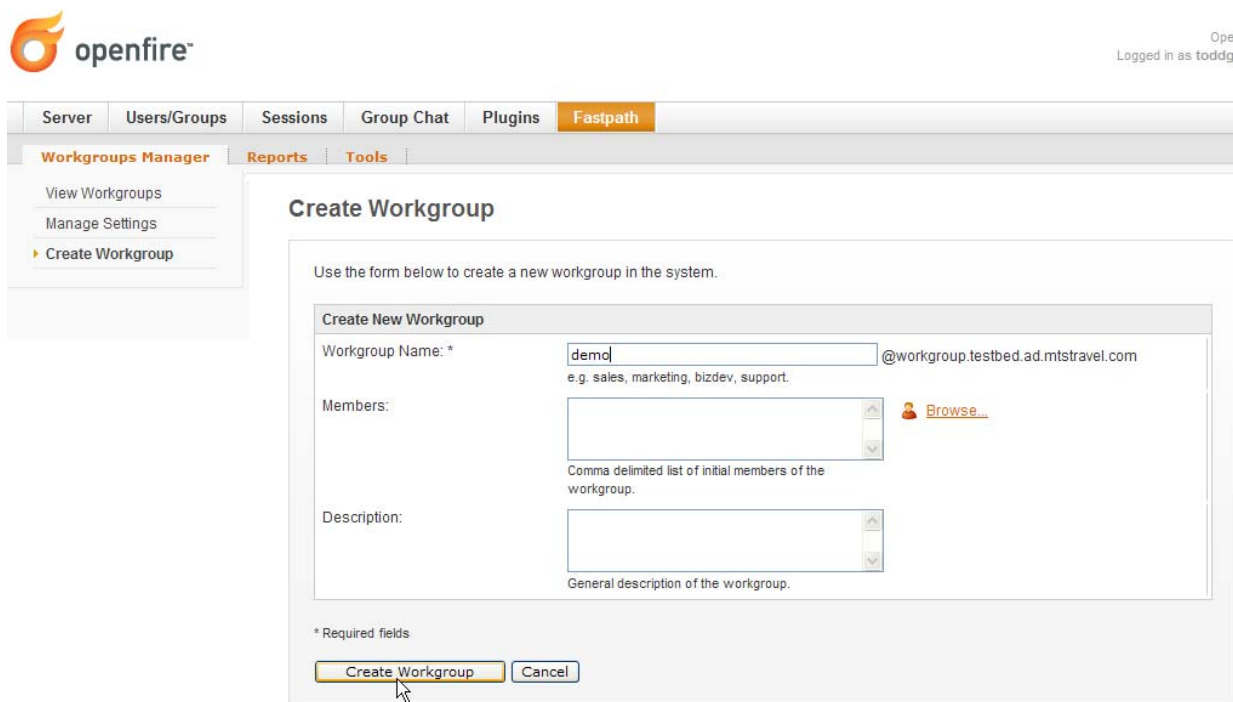 openfire™
Ope
Logged in as toddg
Server Users/Groups Sessions Group Chat Plugins Fastpath
Workgroups Manager Reports Tools
View Workgroups
Manage Settings
Create Workgroup
Create Workgroup
Use the form below to create a new workgroup in the system.
Create New Workgroup
Workgroup Name: * demo @workgroup.testbed.ad.mtstravel.com
e.g. sales, marketing, bizdev, support.
Members: Browse...
Comma delimited list of initial members of the
workgroup.
Description:
General description of the workgroup.
* Required fields
Create Workgroup Cancel